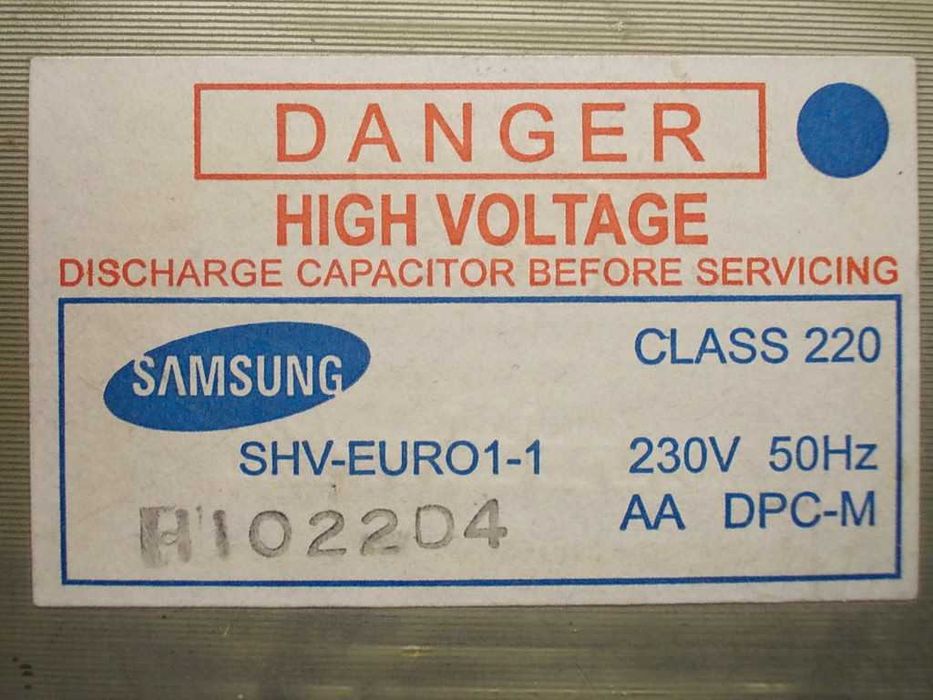 DANGER
HIGH VOLTAGE
DISCHARGE CAPACITOR BEFORE SERVICING
SAMSUNG
CLASS 220
SHV-EURO1-1 230V 50Hz
AA DPC-M
H102204